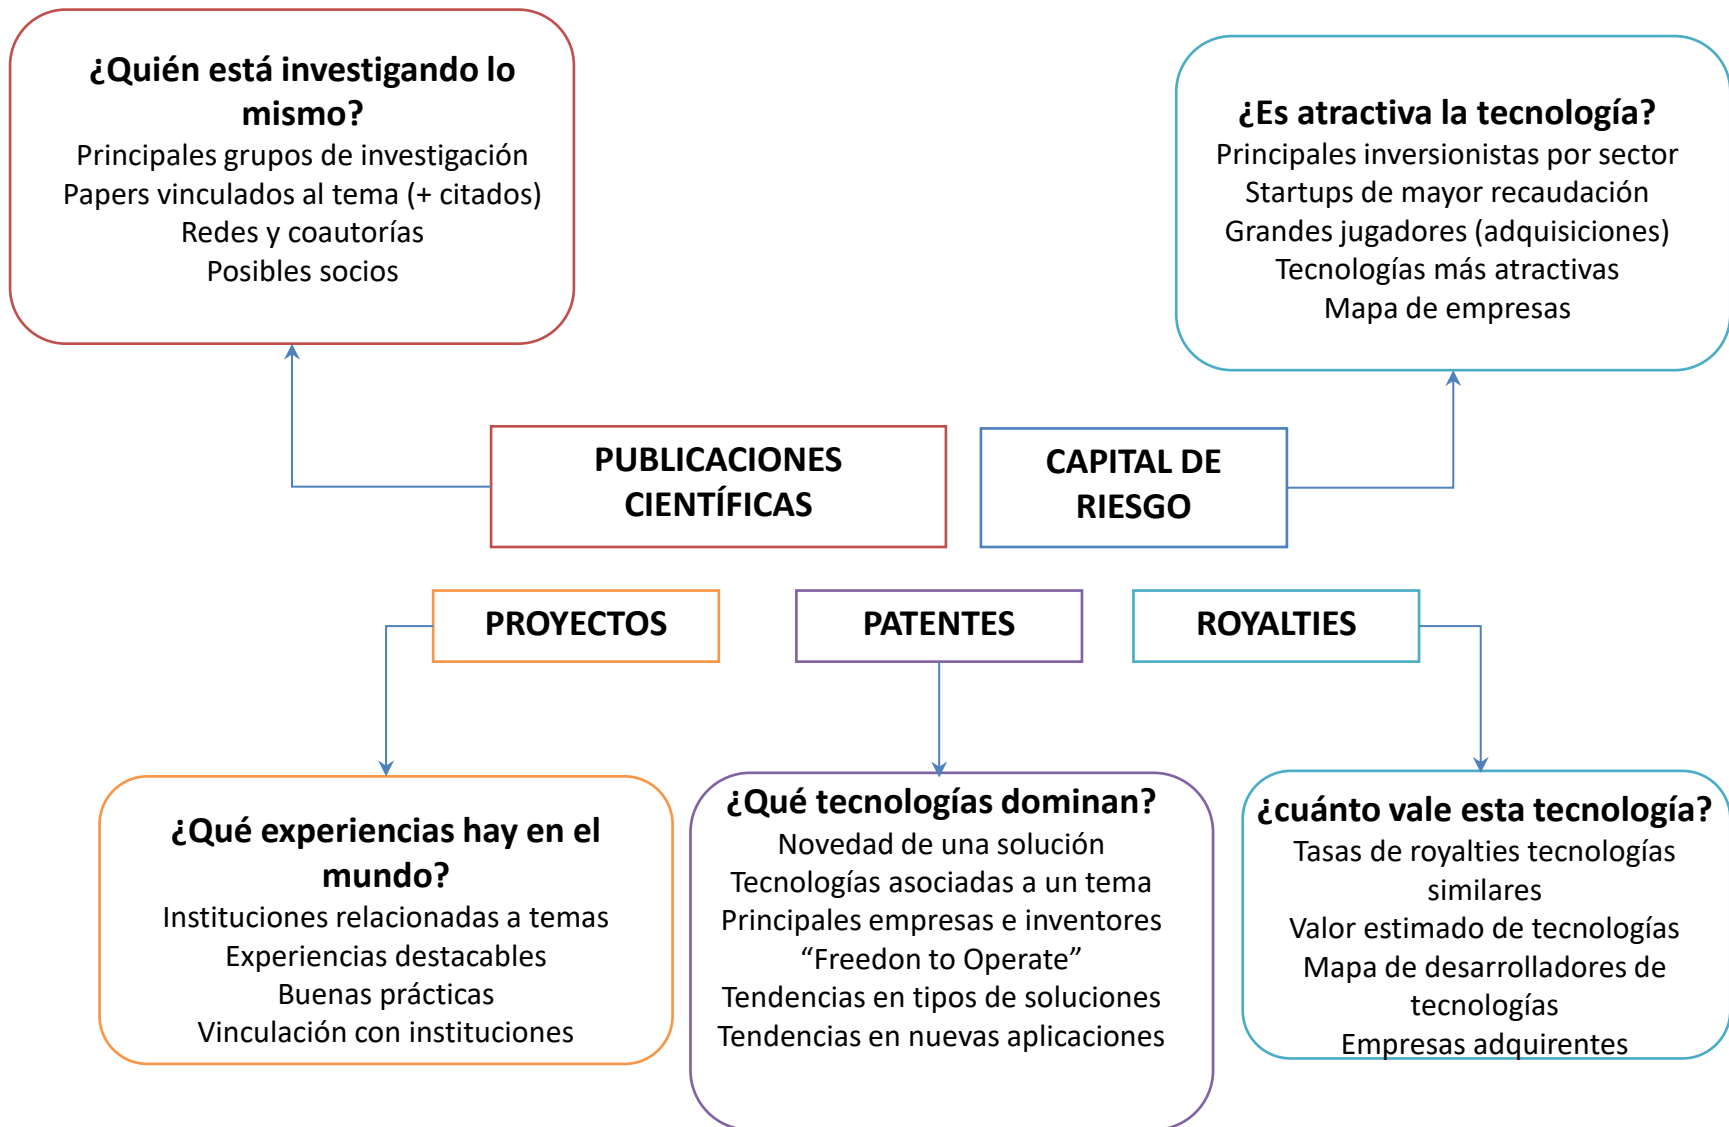 ¿Quién está investigando lo
mismo?
Principales grupos de investigación
Papers vinculados al tema (+ citados)
Redes y coautorías
Posibles socios
¿Es atractiva la tecnología?
Principales inversionistas por sector
Startups de mayor recaudación
Grandes jugadores (adquisiciones)
Tecnologías más atractivas
Mapa de empresas
PUBLICACIONES
CIENTÍFICAS
CAPITAL DE
RIESGO
PROYECTOS
PATENTES
ROYALTIES
¿Qué experiencias hay en el
mundo?
Instituciones relacionadas a temas
Experiencias destacables
Buenas prácticas
Vinculación con instituciones
¿Qué tecnologías dominan?
Novedad de una solución
Tecnologías asociadas a un tema
Principales empresas e inventores
“Freedon to Operate”
Tendencias en tipos de soluciones
Tendencias en nuevas aplicaciones
¿cuánto vale esta tecnología?
Tasas de royalties tecnologías
similares
Valor estimado de tecnologías
Mapa de desarrolladores de
tecnologías
Empresas adquirentes